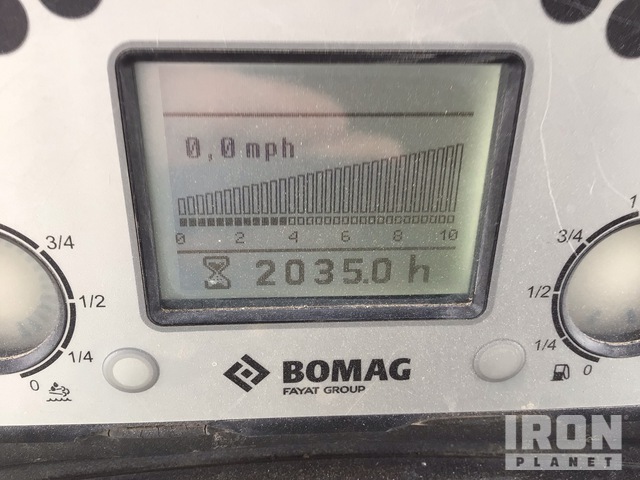 0,0 mph
0 2 4 6 8 10
2035.0 h
3/4
1/2
1/4
0
1
3/4
1/2
1/4
0
BOMAG
FAYAT GROUP
IRON
PLANET